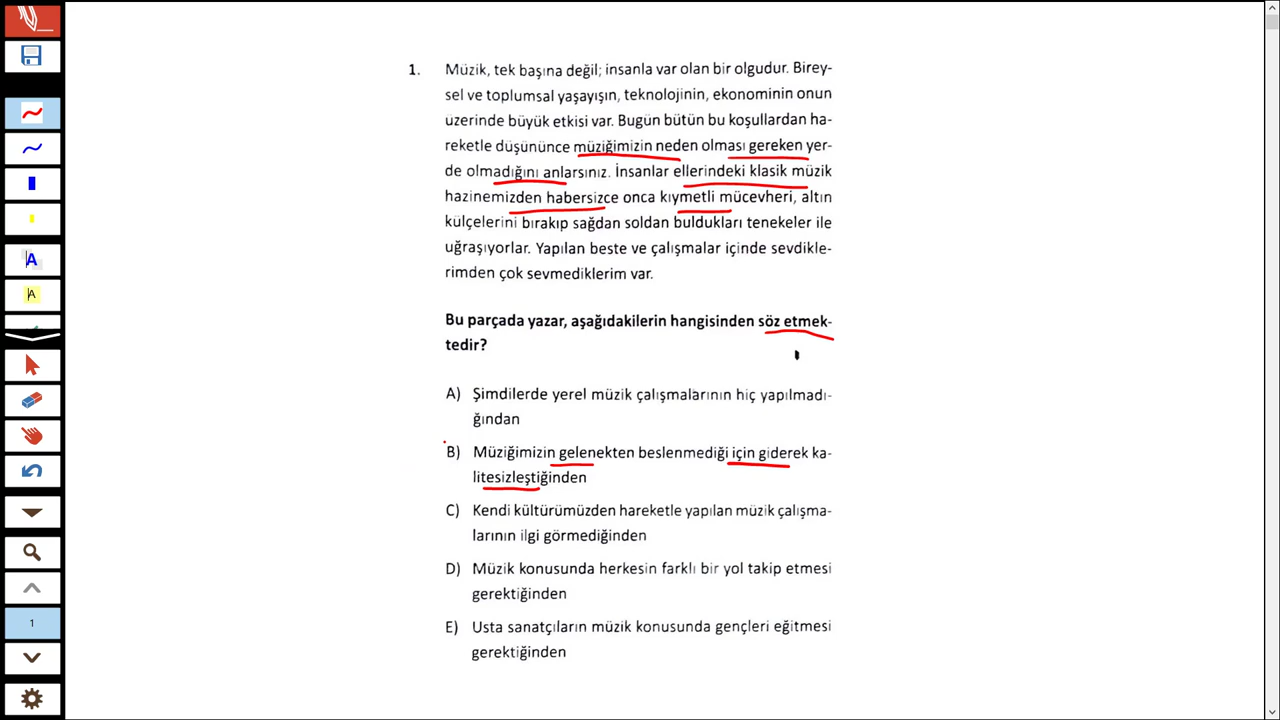 1. Müzik, tek başına değil; insanla var olan bir olgudur. Birey-
sel ve toplumsal yaşayışın, teknolojinin, ekonominin onun
üzerinde büyük etkisi var. Bugün bütün bu koşullardan ha-
reketle düşününce müziğimizin neden olması gereken yer-
de olmadığını anlarsınız. İnsanlar ellerindeki klasik müzik
hazinemizden habersizce onca kıymetli mücevheri, altın
külçelerini bırakıp sağdan soldan buldukları tenekeler ile
uğraşıyorlar. Yapılan beste ve çalışmalar içinde sevdikle-
rimden çok sevmediklerim var.
Bu parçada yazar, aşağıdakilerin hangisinden söz etmek-
tedir?
A) Şimdilerde yerel müzik çalışmalarının hiç yapılmadı-
ğından
B) Müziğimizin gelenekten beslenmediği için giderek ka-
litesizleştiğinden
C) Kendi kültürümüzden hareketle yapılan müzik çalışma-
larının ilgi görmediğinden
D) Müzik konusunda herkesin farklı bir yol takip etmesi
gerektiğinden
E) Usta sanatçıların müzik konusunda gençleri eğitmesi
gerektiğinden
A
A
1